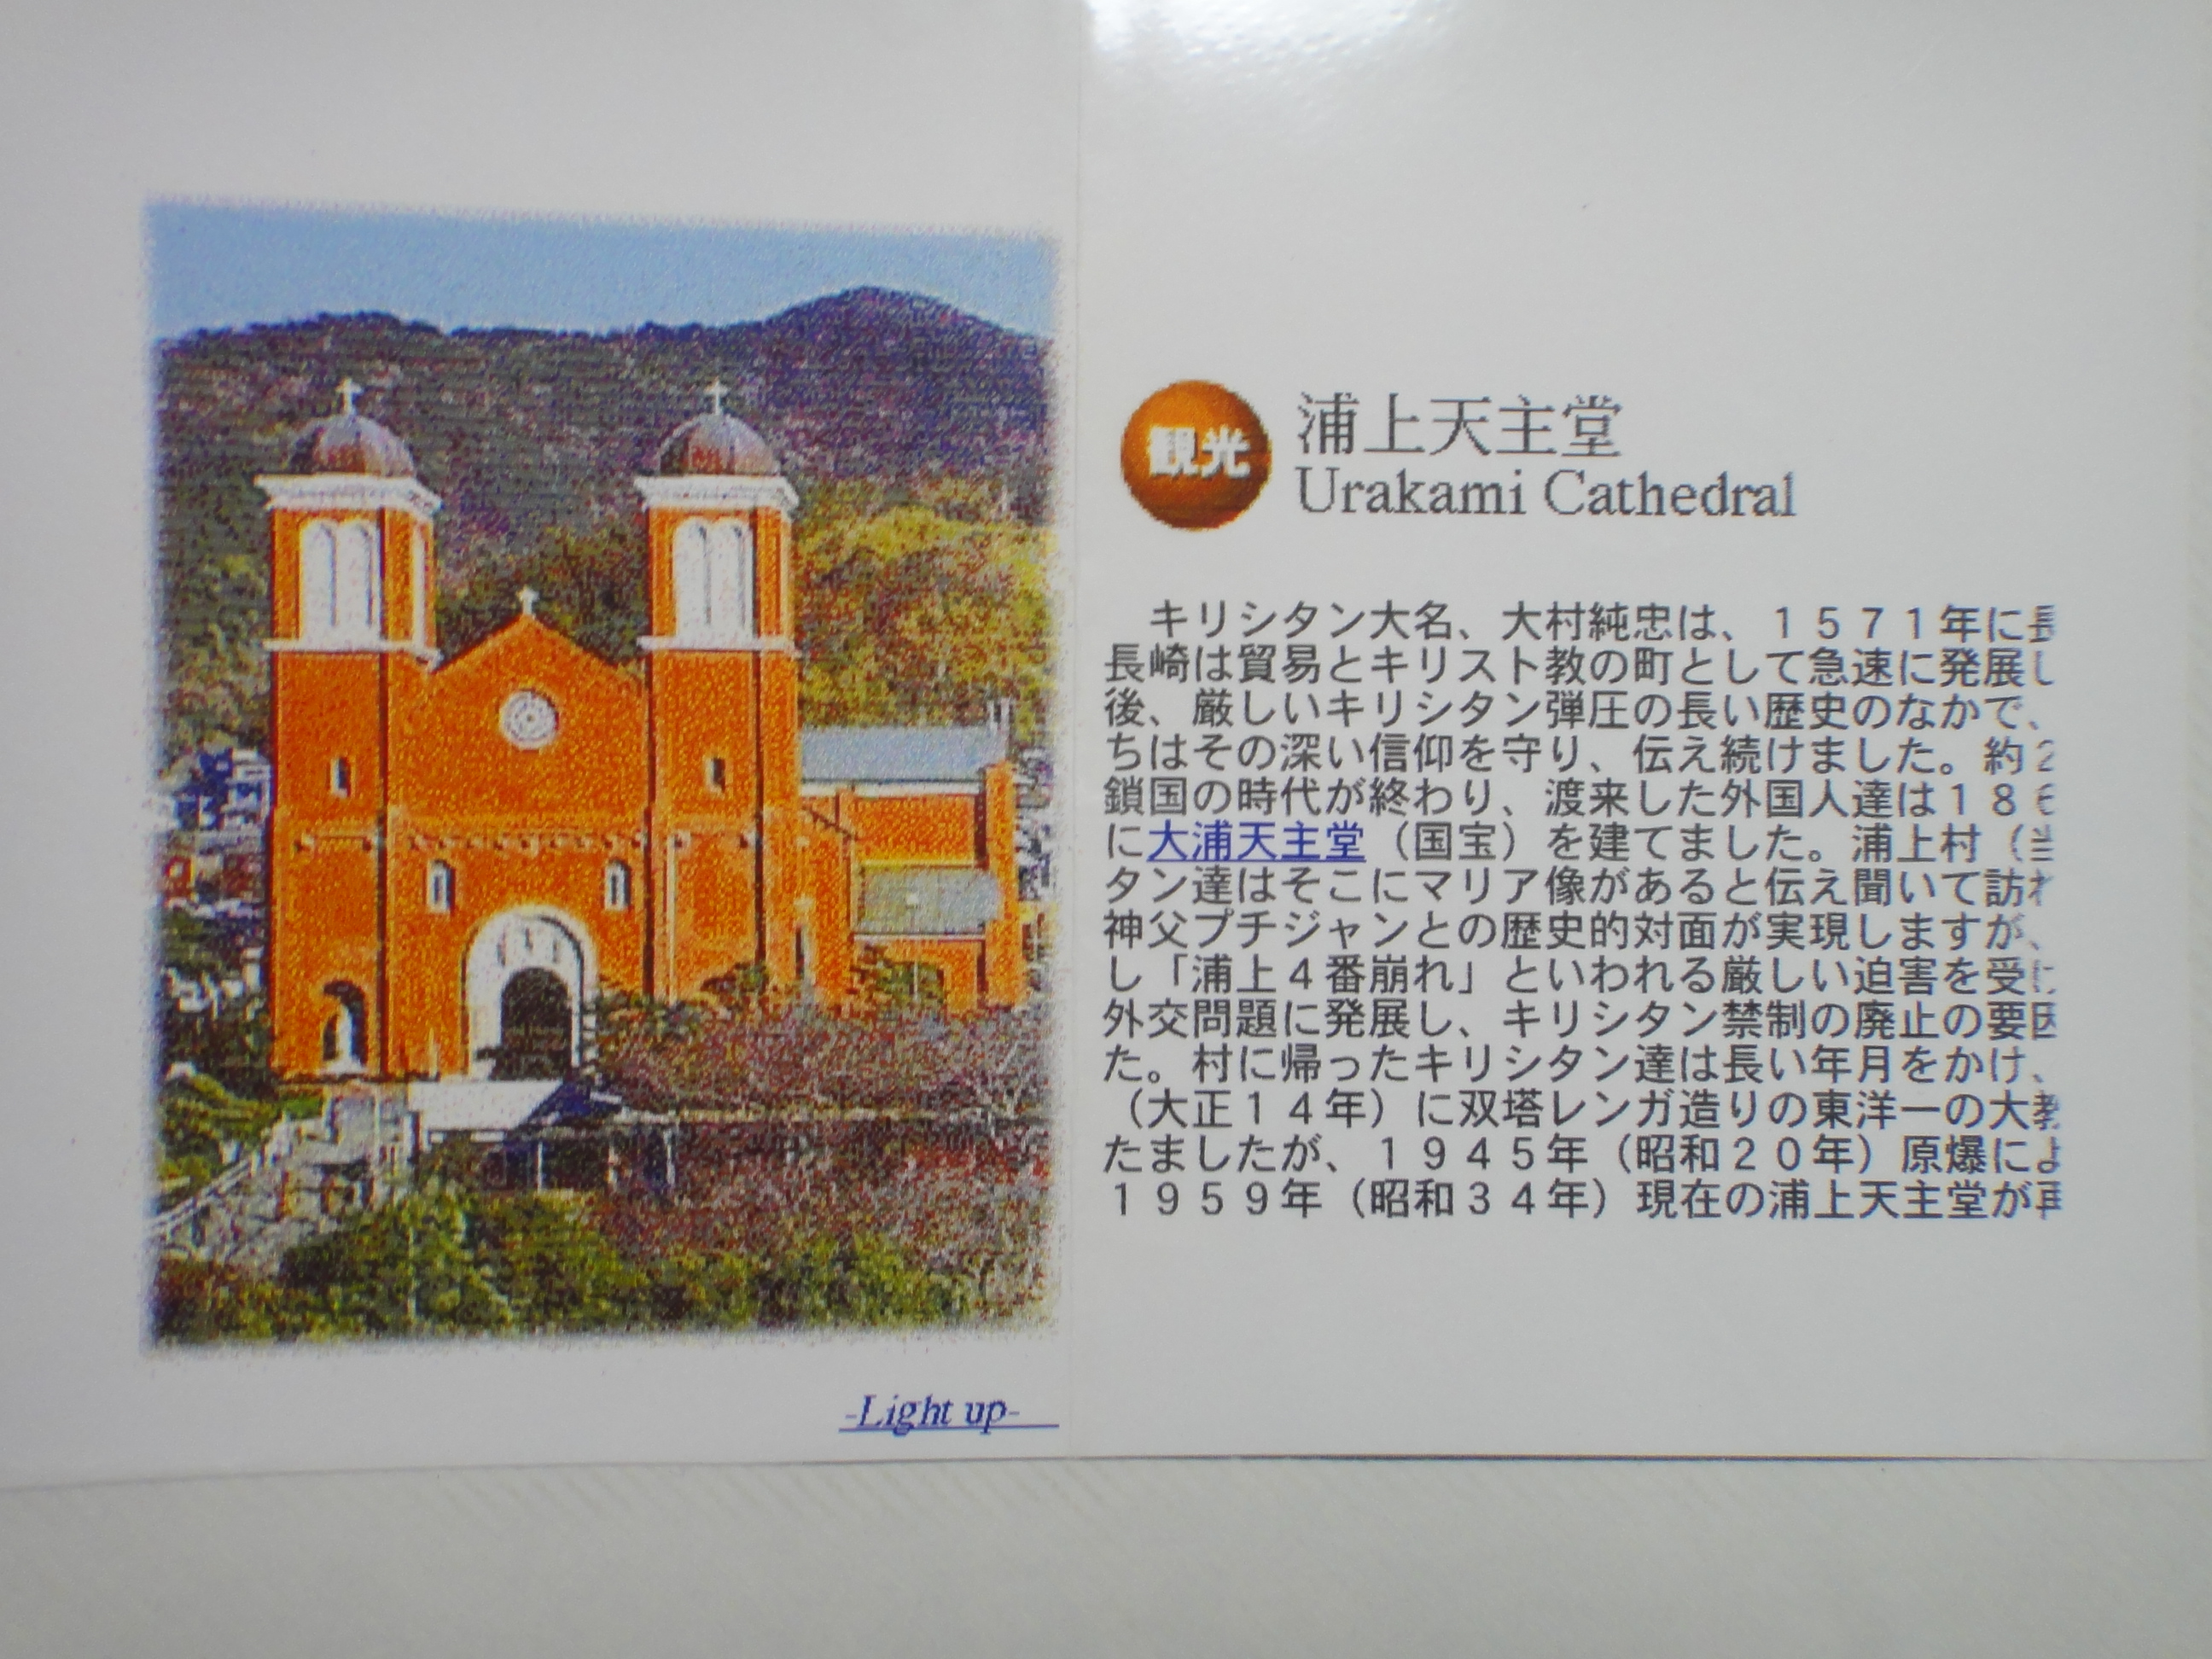 観光
浦上天主堂
Urakami Cathedral
キリシタン大名、大村純忠は、1571年に長
長崎は貿易とキリスト教の町として急速に発展し
後、厳しいキリシタン弾圧の長い歴史のなかで、
ちはその深い信仰を守り、伝え続けました。約2
鎖国の時代が終わり、渡来した外国人達は186
に大浦天主堂（国宝）を建てました。浦上村（当
タン達はそこにマリア像があると伝え聞いて訪れ
神父プチジャンとの歴史的対面が実現しますが、
し「浦上4番崩れ」といわれる厳しい迫害を受け
外交問題に発展し、キリシタン禁制の廃止の要因
た。村に帰ったキリシタン達は長い年月をかけ、
（大正14年）に双塔レンガ造りの東洋一の大教
たましたが、1945年（昭和20年）原爆によ
1959年（昭和34年）現在の浦上天主堂が再
-Light up-